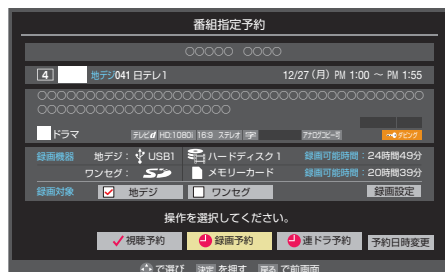 番組指定予約
○○○○○ ○○○○
4 地デジ041 日テレ1 12/27(月) PM 1:00 ~ PM 1:55
○○○○○○○○○○○○○○○○○○○○○○○○○○○○○○○○○○○○○○○○
○○○○○○○○○○○○○○○○○○○○
ドラマ テレビd HD:1080i 16:9 ステレオ 字 アナログコピー可 ダビング
録画機器 地デジ: USB1 ハードディスク1 録画可能時間:24時間49分
ワンセグ: SD メモリーカード 録画可能時間:20時間39分
録画対象 地デジ ワンセグ 録画設定
操作を選択してください。
視聴予約 録画予約 連ドラ予約 予約日時変更
で選び 決定 を押す 戻る で前画面